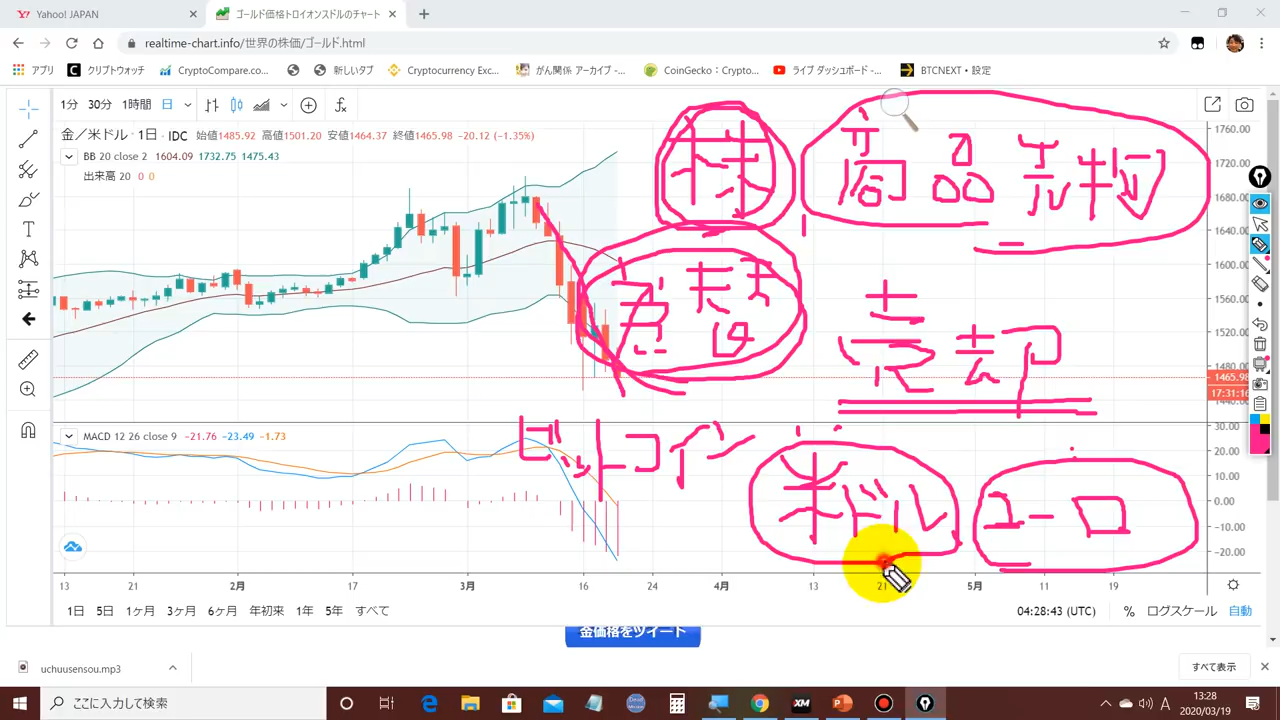 Yahoo! JAPAN
ゴールド価格トロイオンスドルのチャート
realtime-chart.info/世界の株価/ゴールド.html
アプリ
クリプトウォッチ
CryptoCompare.co...
新しいタブ
Cryptocurrency Exc...
がん関係 アーカイブ -...
CoinGecko: Crypto...
ライブ ダッシュボード -...
BTCNEXT・設定
1分 30分 1時間 日
金／米ドル・1日・IDC 始値1485.92 高値1501.20 安値1464.37 終値1465.98 -20.12 (-1.35%)
BB 20 close 2 1604.09 1732.75 1475.43
出来高 20 0 0
株
商品先物
売却
ビットコイン
米ドル
ユーロ
1760.00
1720.00
1680.00
1640.00
1600.00
1560.00
1520.00
1480.00
1465.98
17:31:1
1440.00
MACD 12 26 close 9 -21.76 -23.49 -1.73
30.00
20.00
10.00
0.00
-10.00
-20.00
13 21 2月 17 3月 16 24 4月 13 21 5月 11 19
1日 5日 1ヶ月 3ヶ月 6ヶ月 年初来 1年 5年 すべて
04:28:43 (UTC) % ログスケール 自動
金価格をツイート
uchuusensou.mp3
すべて表示
ここに入力して検索
XM
A
13:28
2020/03/19